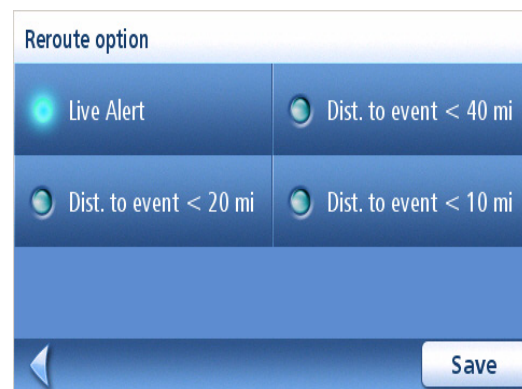 Reroute option
Live Alert
Dist. to event < 40 mi
Dist. to event < 20 mi
Dist. to event < 10 mi
Save